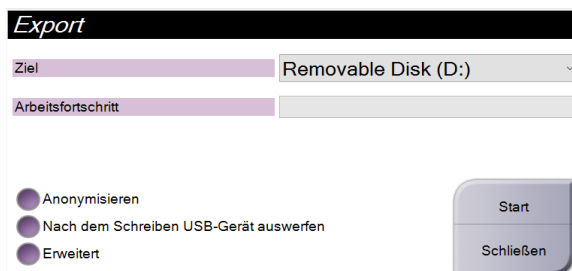 Export
Ziel
Removable Disk (D:)
Arbeitsfortschritt
Anonymisieren
Nach dem Schreiben USB-Gerät auswerfen
Erweitert
Start
Schließen